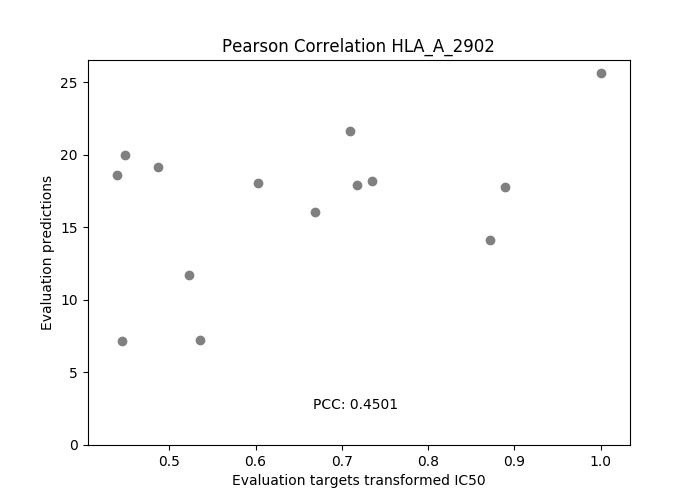 Pearson Correlation HLA_A_2902
25
20
15
10
5
0
Evaluation predictions
PCC: 0.4501
0.5 0.6 0.7 0.8 0.9 1.0
Evaluation targets transformed IC50